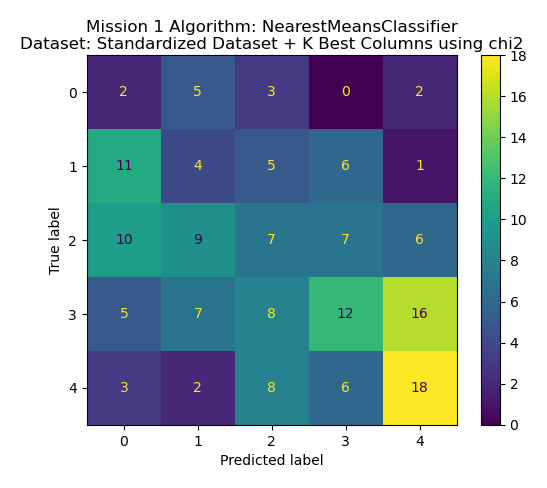 Mission 1 Algorithm: NearestMeansClassifier
Dataset: Standardized Dataset + K Best Columns using chi2
0 2 5 3 0 2
1 11 4 5 6 1
2 10 9 7 7 6
3 5 7 8 12 16
4 3 2 8 6 18
0 1 2 3 4
Predicted label
True label
18
16
14
12
10
8
6
4
2
0